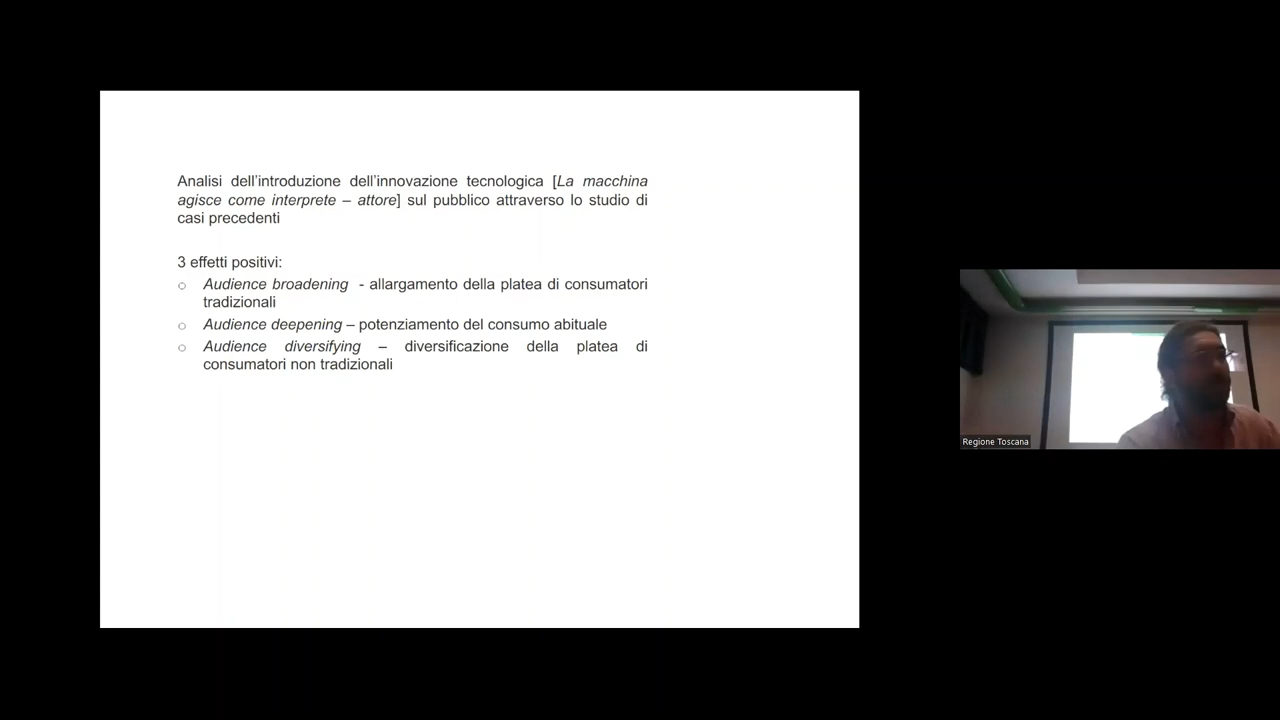 Analisi dell'introduzione dell'innovazione tecnologica [La macchina
agisce come interprete – attore] sul pubblico attraverso lo studio di
casi precedenti
3 effetti positivi:
○ Audience broadening - allargamento della platea di consumatori
tradizionali
○ Audience deepening – potenziamento del consumo abituale
○ Audience diversifying – diversificazione della platea di
consumatori non tradizionali
Regione Toscana